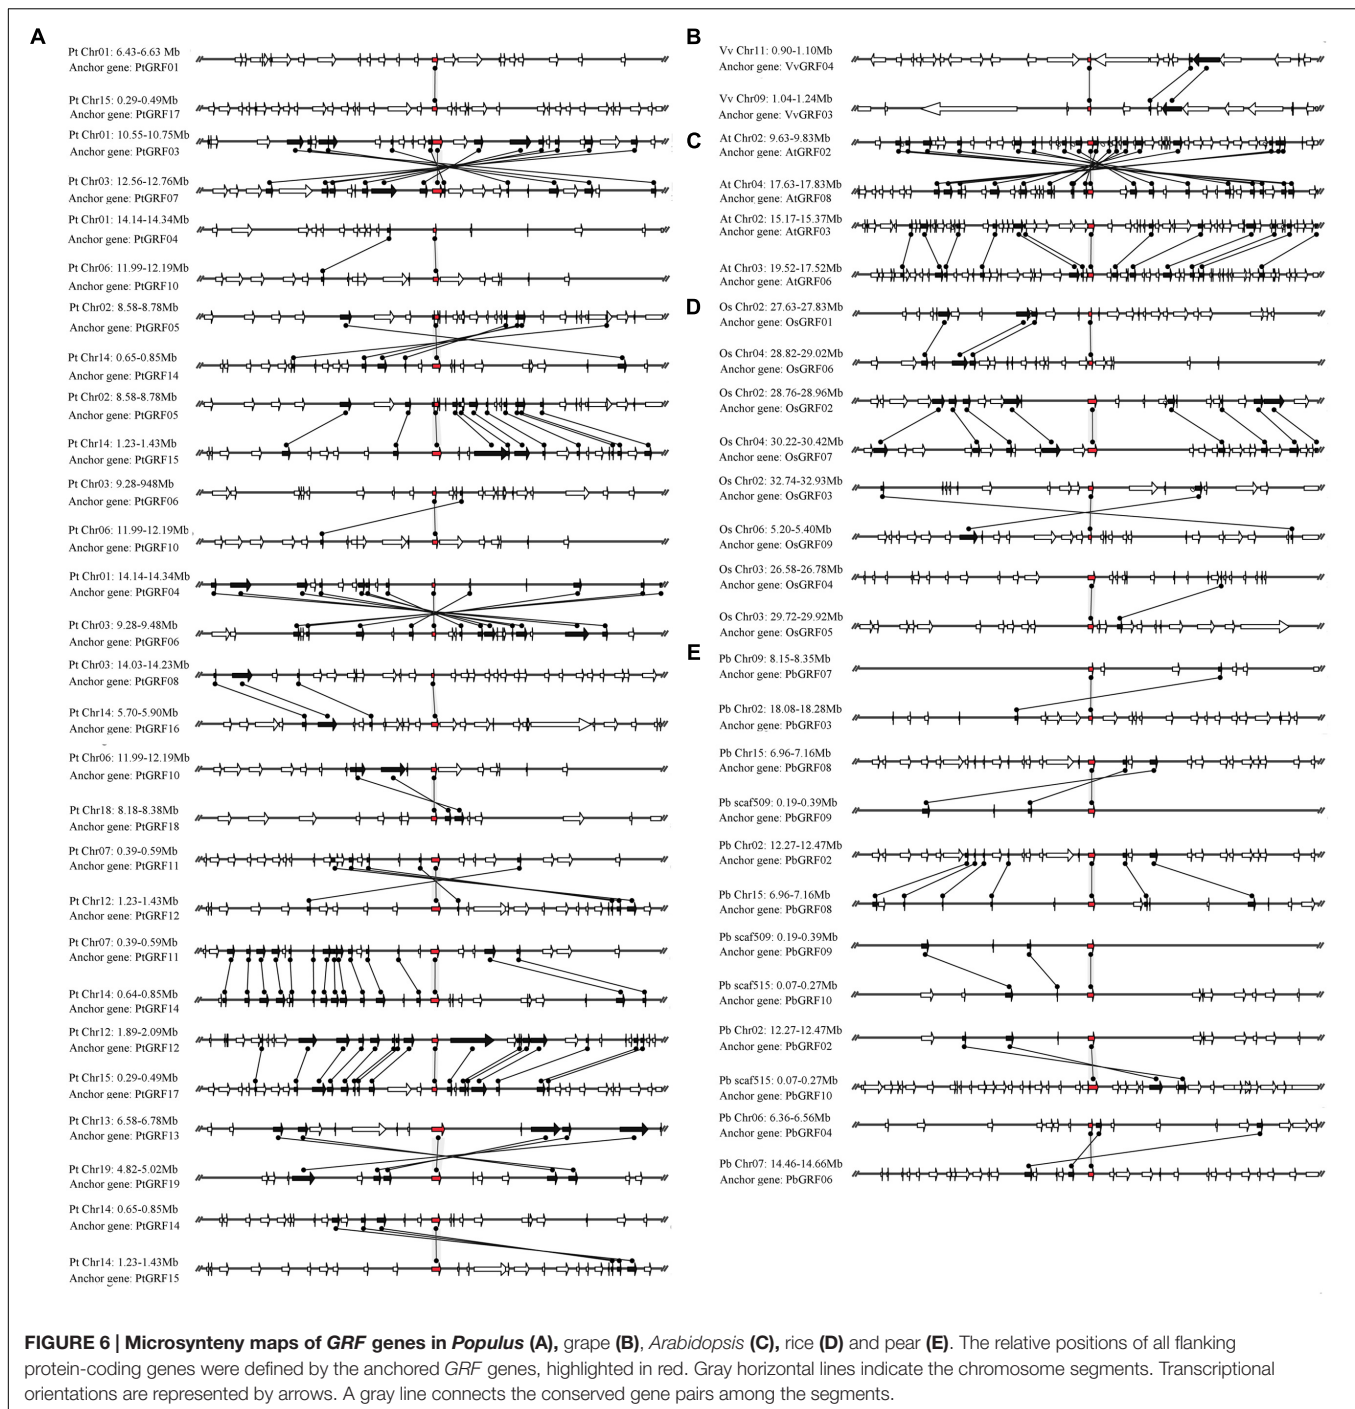 A
Pt Chr01: 6.43-6.63 Mb
Anchor gene: PtGRF01
Pt Chr15: 0.29-0.49Mb
Anchor gene: PtGRF17
Pt Chr01: 10.55-10.75Mb
Anchor gene: PtGRF03
Pt Chr03: 12.56-12.76Mb
Anchor gene: PtGRF07
Pt Chr01: 14.14-14.34Mb
Anchor gene: PtGRF04
Pt Chr06: 11.99-12.19Mb
Anchor gene: PtGRF10
Pt Chr02: 8.58-8.78Mb
Anchor gene: PtGRF05
Pt Chr14: 0.65-0.85Mb
Anchor gene: PtGRF14
Pt Chr02: 8.58-8.78Mb
Anchor gene: PtGRF05
Pt Chr14: 1.23-1.43Mb
Anchor gene: PtGRF15
Pt Chr03: 9.28-948Mb
Anchor gene: PtGRF06
Pt Chr06: 11.99-12.19Mb
Anchor gene: PtGRF10
Pt Chr01: 14.14-14.34Mb
Anchor gene: PtGRF04
Pt Chr03: 9.28-9.48Mb
Anchor gene: PtGRF06
Pt Chr03: 14.03-14.23Mb
Anchor gene: PtGRF08
Pt Chr14: 5.70-5.90Mb
Anchor gene: PtGRF16
Pt Chr06: 11.99-12.19Mb
Anchor gene: PtGRF10
Pt Chr18: 8.18-8.38Mb
Anchor gene: PtGRF18
Pt Chr07: 0.39-0.59Mb
Anchor gene: PtGRF11
Pt Chr12: 1.23-1.43Mb
Anchor gene: PtGRF12
Pt Chr07: 0.39-0.59Mb
Anchor gene: PtGRF11
Pt Chr14: 0.64-0.85Mb
Anchor gene: PtGRF14
Pt Chr12: 1.89-2.09Mb
Anchor gene: PtGRF12
Pt Chr15: 0.29-0.49Mb
Anchor gene: PtGRF17
Pt Chr13: 6.58-6.78Mb
Anchor gene: PtGRF13
Pt Chr19: 4.82-5.02Mb
Anchor gene: PtGRF19
Pt Chr14: 0.65-0.85Mb
Anchor gene: PtGRF14
Pt Chr14: 1.23-1.43Mb
Anchor gene: PtGRF15
B
Vv Chr11: 0.90-1.10Mb
Anchor gene: VvGRF04
Vv Chr09: 1.04-1.24Mb
Anchor gene: VvGRF03
C
At Chr02: 9.63-9.83Mb
Anchor gene: AtGRF02
At Chr04: 17.63-17.83Mb
Anchor gene: AtGRF08
At Chr02: 15.17-15.37Mb
Anchor gene: AtGRF03
At Chr03: 19.52-17.52Mb
Anchor gene: AtGRF06
D
Os Chr02: 27.63-27.83Mb
Anchor gene: OsGRF01
Os Chr04: 28.82-29.02Mb
Anchor gene: OsGRF06
Os Chr02: 28.76-28.96Mb
Anchor gene: OsGRF02
Os Chr04: 30.22-30.42Mb
Anchor gene: OsGRF07
Os Chr02: 32.74-32.93Mb
Anchor gene: OsGRF03
Os Chr06: 5.20-5.40Mb
Anchor gene: OsGRF09
Os Chr03: 26.58-26.78Mb
Anchor gene: OsGRF04
Os Chr03: 29.72-29.92Mb
Anchor gene: OsGRF05
E
Pb Chr09: 8.15-8.35Mb
Anchor gene: PbGRF07
Pb Chr02: 18.08-18.28Mb
Anchor gene: PbGRF03
Pb Chr15: 6.96-7.16Mb
Anchor gene: PbGRF08
Pb scaf509: 0.19-0.39Mb
Anchor gene: PbGRF09
Pb Chr02: 12.27-12.47Mb
Anchor gene: PbGRF02
Pb Chr15: 6.96-7.16Mb
Anchor gene: PbGRF08
Pb scaf509: 0.19-0.39Mb
Anchor gene: PbGRF09
Pb scaf515: 0.07-0.27Mb
Anchor gene: PbGRF10
Pb Chr02: 12.27-12.47Mb
Anchor gene: PbGRF02
Pb scaf515: 0.07-0.27Mb
Anchor gene: PbGRF10
Pb Chr06: 6.36-6.56Mb
Anchor gene: PbGRF04
Pb Chr07: 14.46-14.66Mb
Anchor gene: PbGRF06
FIGURE 6 | Microsynteny maps of GRF genes in Populus (A), grape (B), Arabidopsis (C), rice (D) and pear (E). The relative positions of all flanking
protein-coding genes were defined by the anchored GRF genes, highlighted in red. Gray horizontal lines indicate the chromosome segments. Transcriptional
orientations are represented by arrows. A gray line connects the conserved gene pairs among the segments.